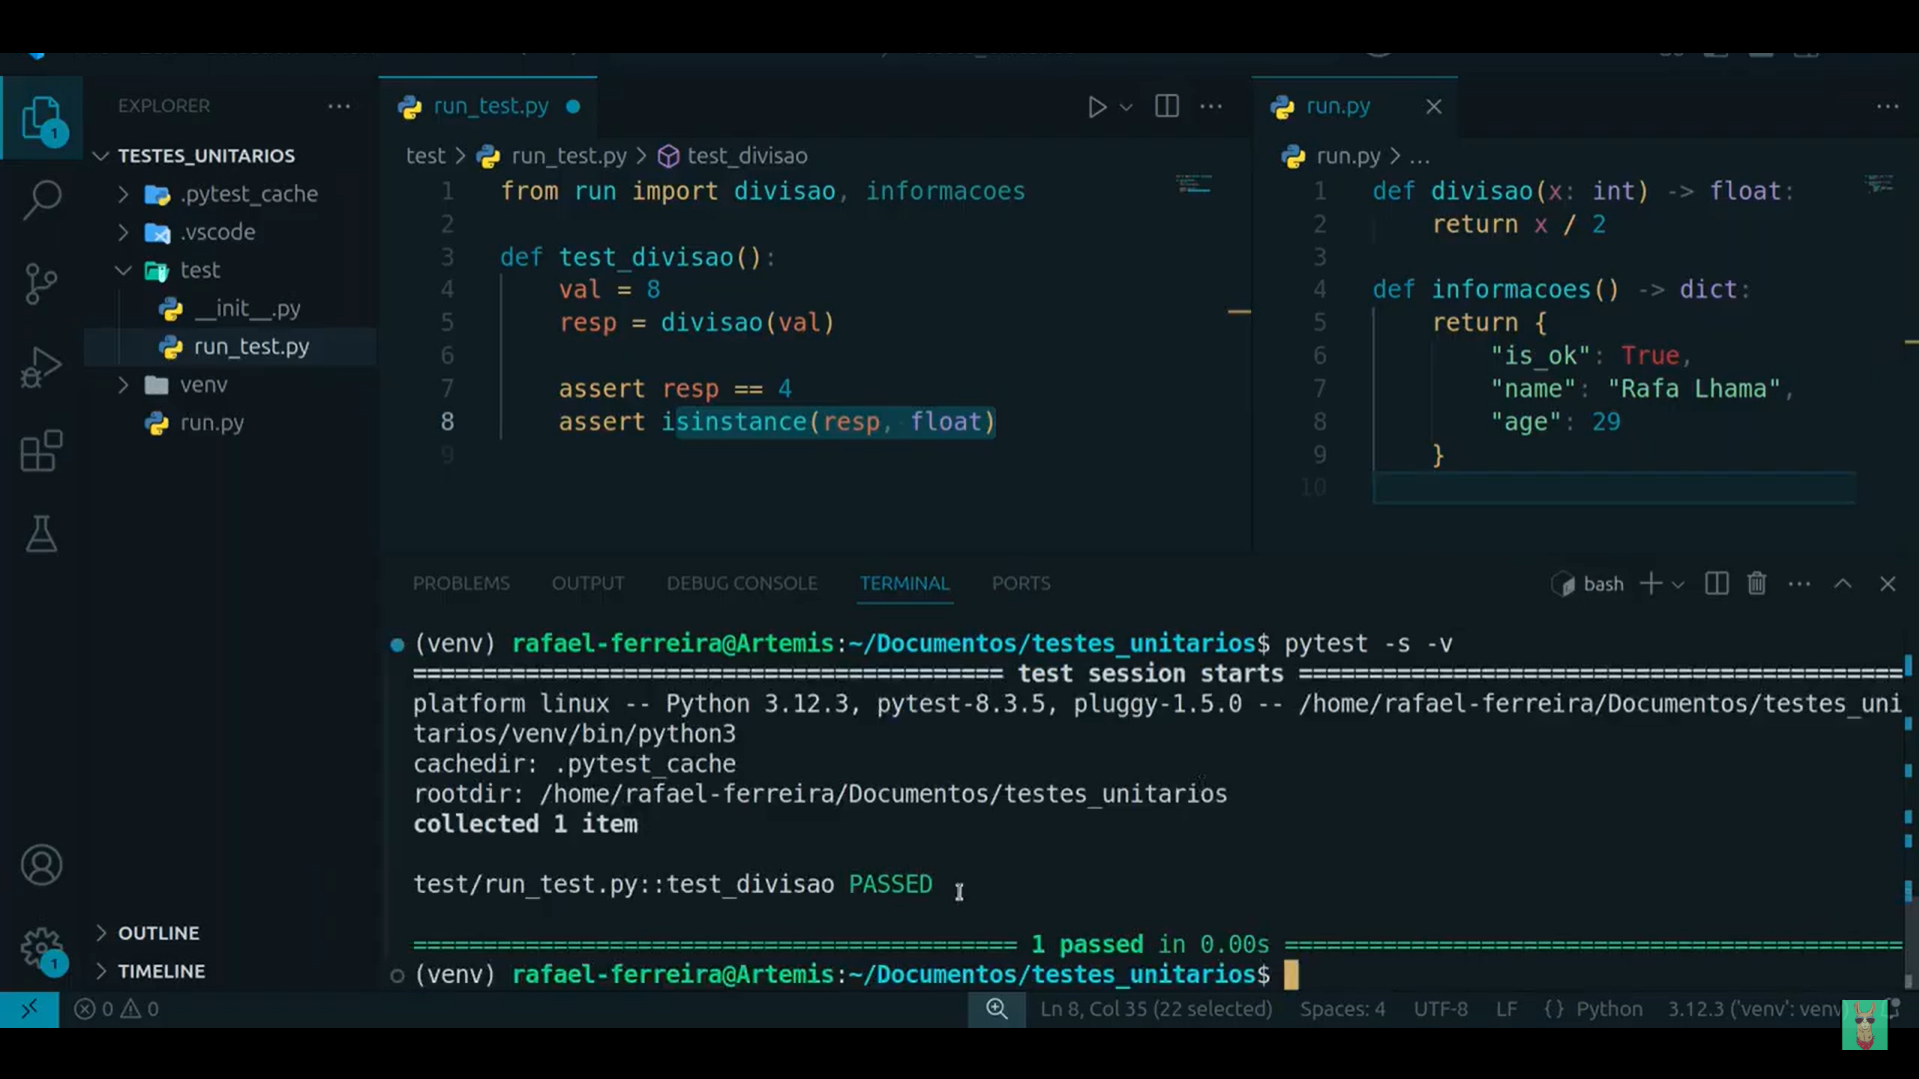 EXPLORER
TESTES_UNITARIOS
.pytest_cache
.vscode
test
__init__.py
run_test.py
venv
run.py
OUTLINE
TIMELINE
1
1
run_test.py
test > run_test.py > test_divisao
1 from run import divisao, informacoes
2
3 def test_divisao():
4 val = 8
5 resp = divisao(val)
6
7 assert resp == 4
8 assert isinstance(resp, float)
9
run.py
run.py > ...
1 def divisao(x: int) -> float:
2 return x / 2
3
4 def informacoes() -> dict:
5 return {
6 "is_ok": True,
7 "name": "Rafa Lhama",
8 "age": 29
9 }
10
PROBLEMS OUTPUT DEBUG CONSOLE TERMINAL PORTS
bash
(venv) rafael-ferreira@Artemis:~/Documentos/testes_unitarios$ pytest -s -v
========================================== test session starts ===========================================
platform linux -- Python 3.12.3, pytest-8.3.5, pluggy-1.5.0 -- /home/rafael-ferreira/Documentos/testes_uni
tarios/venv/bin/python3
cachedir: .pytest_cache
rootdir: /home/rafael-ferreira/Documentos/testes_unitarios
collected 1 item
test/run_test.py::test_divisao PASSED
=========================================== 1 passed in 0.00s ============================================
(venv) rafael-ferreira@Artemis:~/Documentos/testes_unitarios$
0 0
Ln 8, Col 35 (22 selected) Spaces: 4 UTF-8 LF {} Python 3.12.3 ('venv': venv)